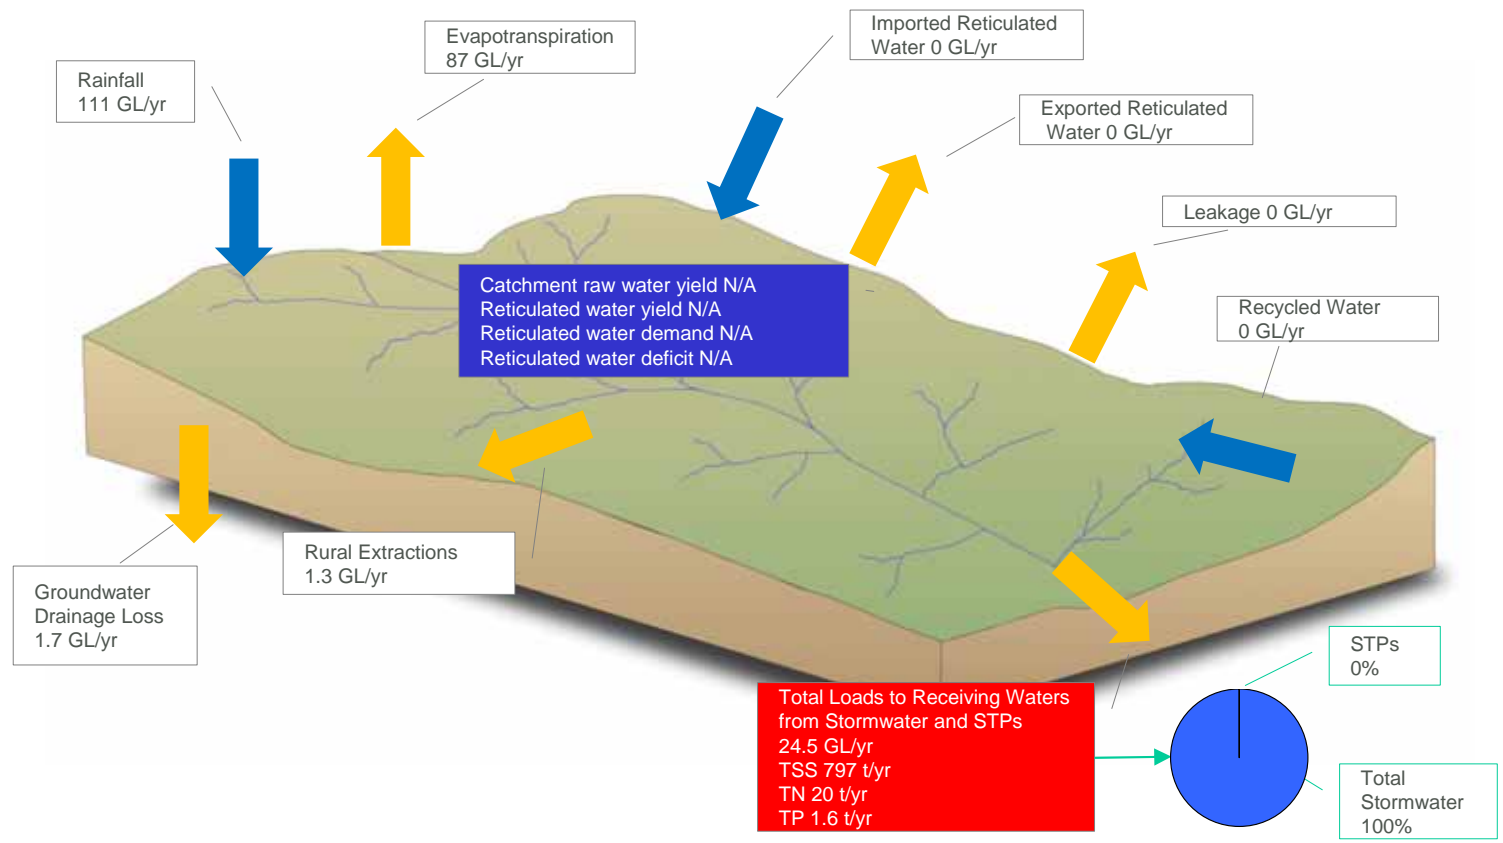 Evapotranspiration
87 GL/yr
Imported Reticulated
Water 0 GL/yr
Rainfall
111 GL/yr
Exported Reticulated
Water 0 GL/yr
Leakage 0 GL/yr
Catchment raw water yield N/A
Reticulated water yield N/A
Reticulated water demand N/A
Reticulated water deficit N/A
Recycled Water
0 GL/yr
Rural Extractions
1.3 GL/yr
Groundwater
Drainage Loss
1.7 GL/yr
STPs
0%
Total Loads to Receiving Waters
from Stormwater and STPs
24.5 GL/yr
TSS 797 t/yr
TN 20 t/yr
TP 1.6 t/yr
Total
Stormwater
100%